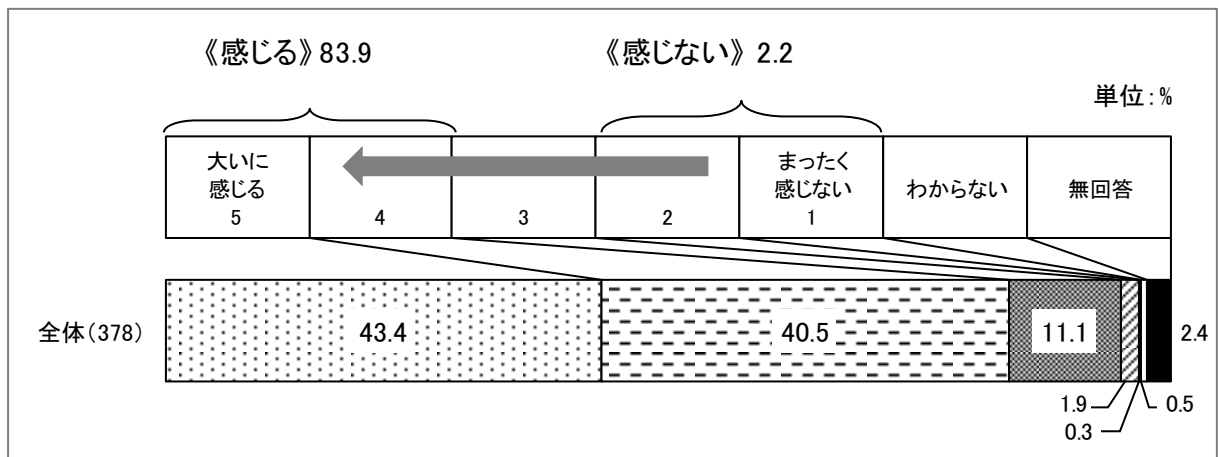 《感じる》83.9
《感じない》2.2
単位:%
大いに
感じる
5
4
3
2
まったく
感じない
1
わからない
無回答
全体(378)
43.4
40.5
11.1
2.4
1.9
0.5
0.3